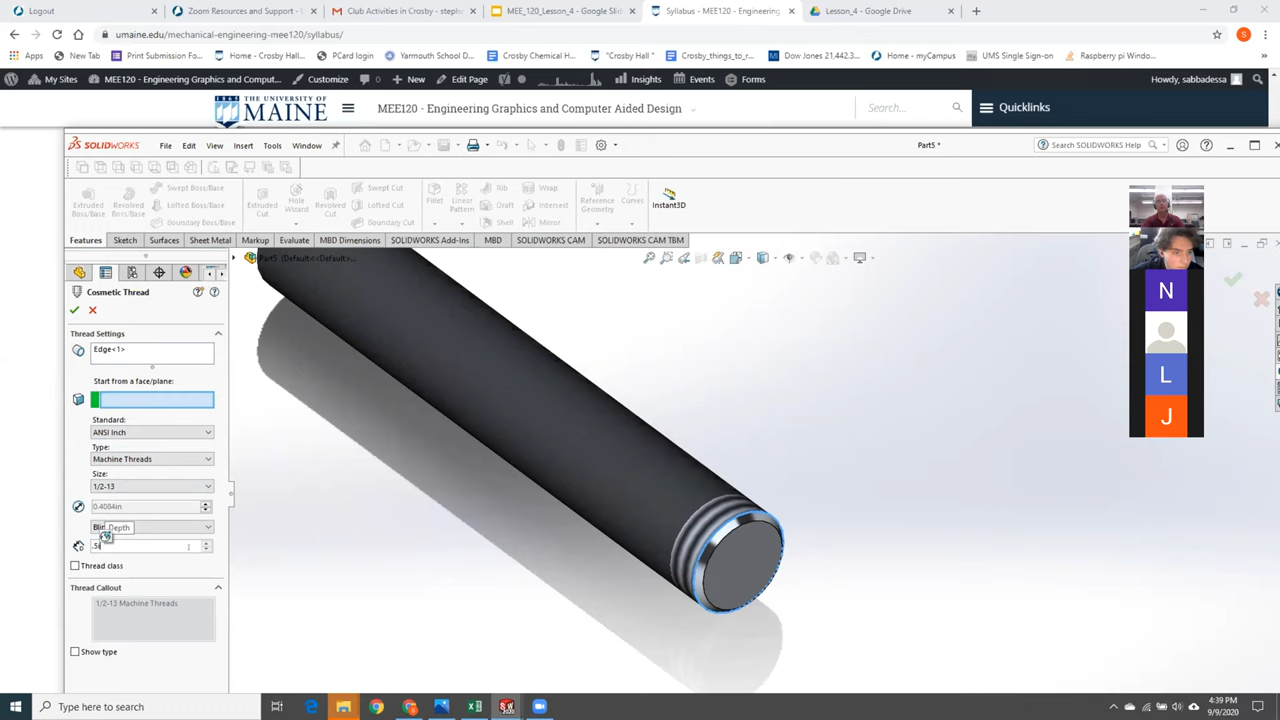 Logout
Zoom Resources and Support - U
Club Activities in Crosby - steph
MEE_120_Lesson_4 - Google Slid
Syllabus - MEE120 - Engineering
Lesson_4 - Google Drive
umaine.edu/mechanical-engineering-mee120/syllabus/
Apps
New Tab
Print Submission Fo...
Home - Crosby Hall...
PCard login
Yarmouth School D...
Crosby Chemical H...
"Crosby Hall"
Crosby_things_to_r...
Dow Jones 21,442.3...
Home - myCampus
UMS Single Sign-on
Raspberry pi Windo...
My Sites
MEE120 - Engineering Graphics and Comput...
Customize
0
New
Edit Page
Insights
Events
Forms
Howdy, sabbadessa
THE UNIVERSITY OF
MAINE
MEE120 - Engineering Graphics and Computer Aided Design
Search...
Quicklinks
SOLIDWORKS
File
Edit
View
Insert
Tools
Window
Part5 *
Search SOLIDWORKS Help
Extruded Boss/Base
Revolved Boss/Base
Swept Boss/Base
Lofted Boss/Base
Boundary Boss/Base
Extruded Cut
Hole Wizard
Revolved Cut
Swept Cut
Lofted Cut
Boundary Cut
Fillet
Linear Pattern
Rib
Draft
Shell
Wrap
Intersect
Mirror
Reference Geometry
Curves
Instant3D
Features
Sketch
Surfaces
Sheet Metal
Markup
Evaluate
MBD Dimensions
SOLIDWORKS Add-Ins
MBD
SOLIDWORKS CAM
SOLIDWORKS CAM TBM
Part5 (Default<<Default>...
Cosmetic Thread
Thread Settings
Edge<1>
Start from a face/plane:
Standard:
ANSI Inch
Type:
Machine Threads
Size:
1/2-13
0.4084in
Depth
Thread class
Thread Callout
1/2-13 Machine Threads
Show type
N
L
J
Type here to search
4:39 PM
9/9/2020